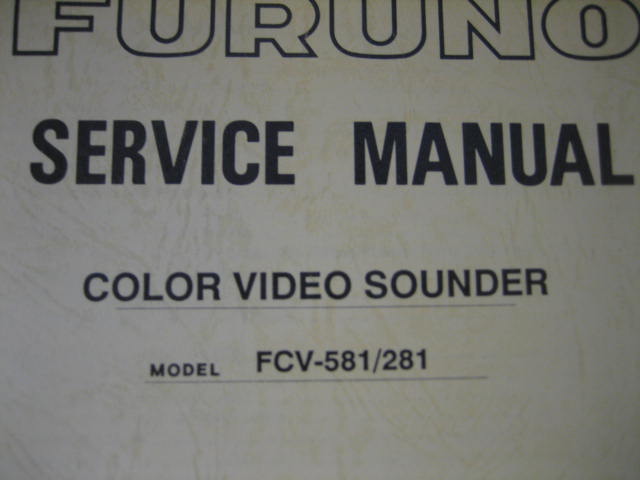 FURUNO
SERVICE MANUAL
COLOR VIDEO SOUNDER
MODEL FCV-581/281